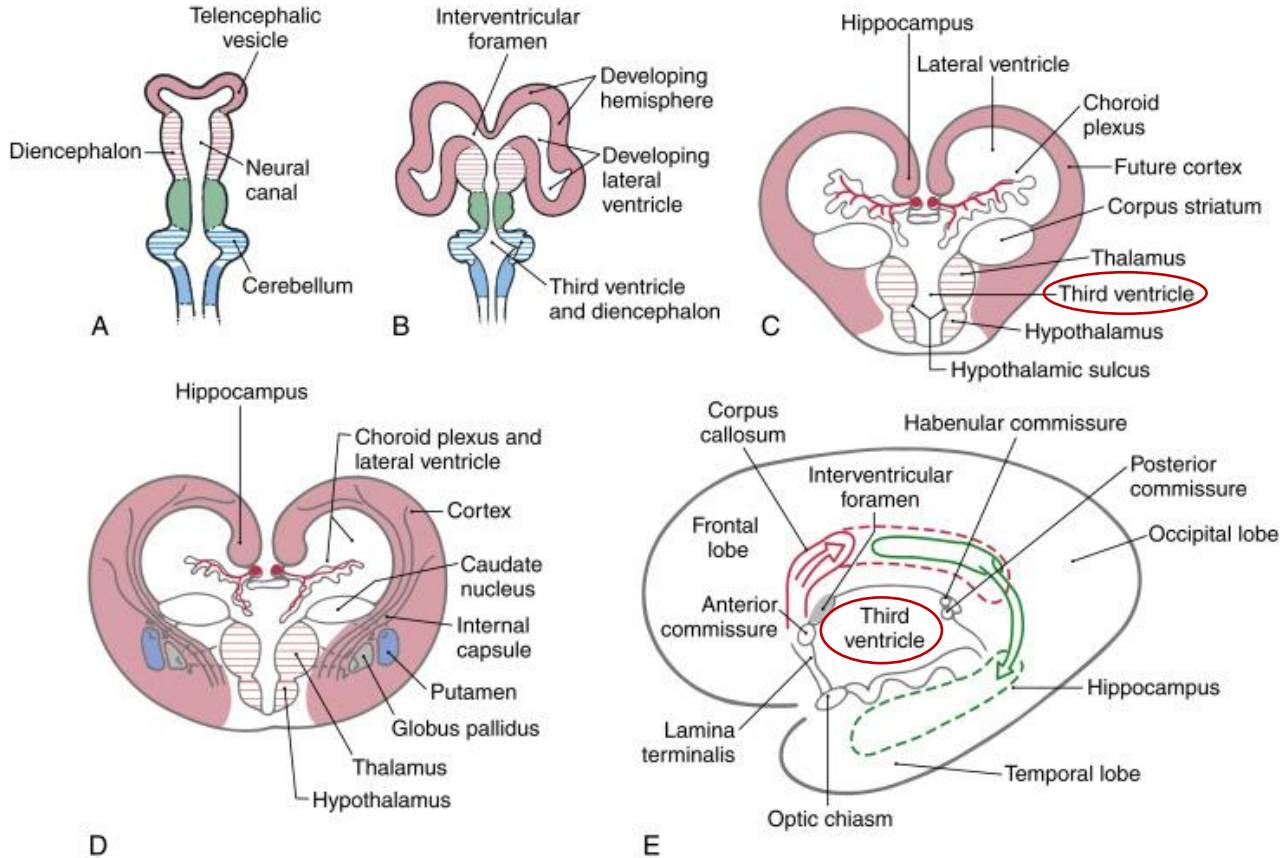 Telencephalic
vesicle
Diencephalon
Neural
canal
Cerebellum
A
Interventricular
foramen
Developing
hemisphere
Developing
lateral
ventricle
Third ventricle
and diencephalon
B
Hippocampus
Lateral ventricle
Choroid
plexus
Future cortex
Corpus striatum
Thalamus
Third ventricle
Hypothalamus
Hypothalamic sulcus
C
Hippocampus
Choroid plexus and
lateral ventricle
Cortex
Caudate
nucleus
Internal
capsule
Putamen
Globus pallidus
Thalamus
Hypothalamus
D
Corpus
callosum
Habenular commissure
Interventricular
foramen
Posterior
commissure
Frontal
lobe
Occipital lobe
Anterior
commissure
Third
ventricle
Hippocampus
Lamina
terminalis
Temporal lobe
Optic chiasm
E